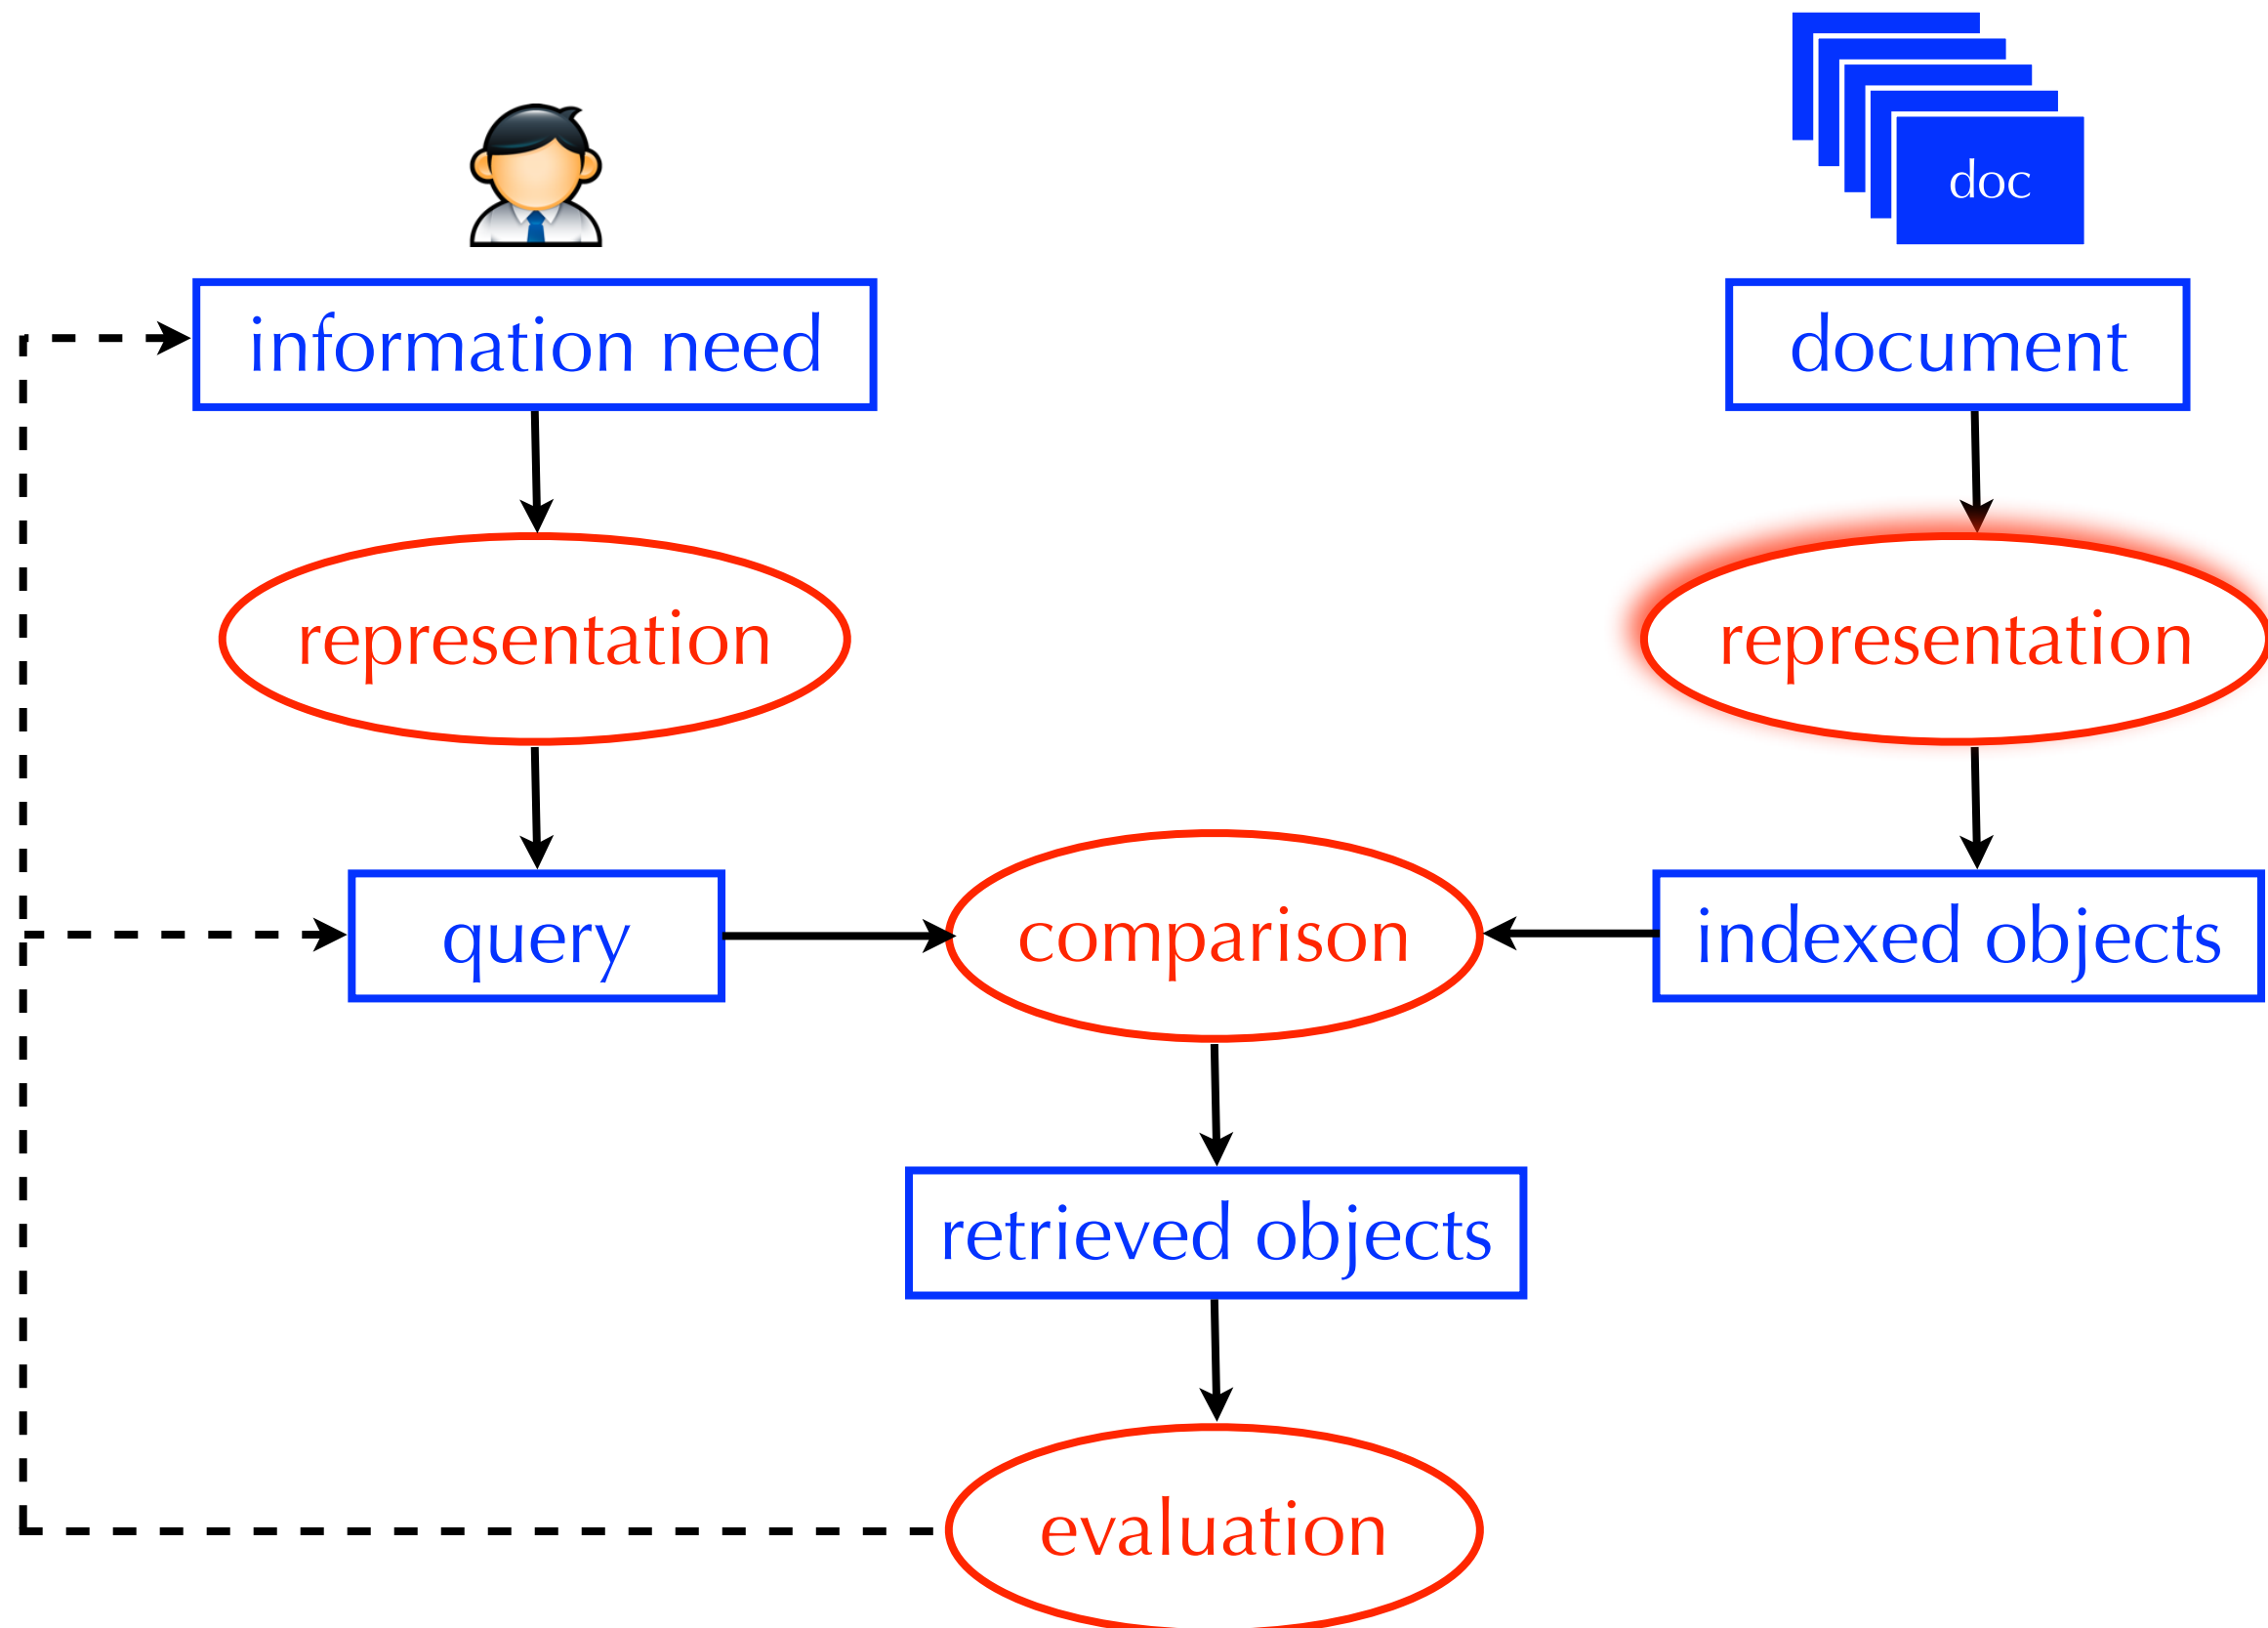 doc
information need
document
representation
representation
query
comparison
indexed objects
retrieved objects
evaluation